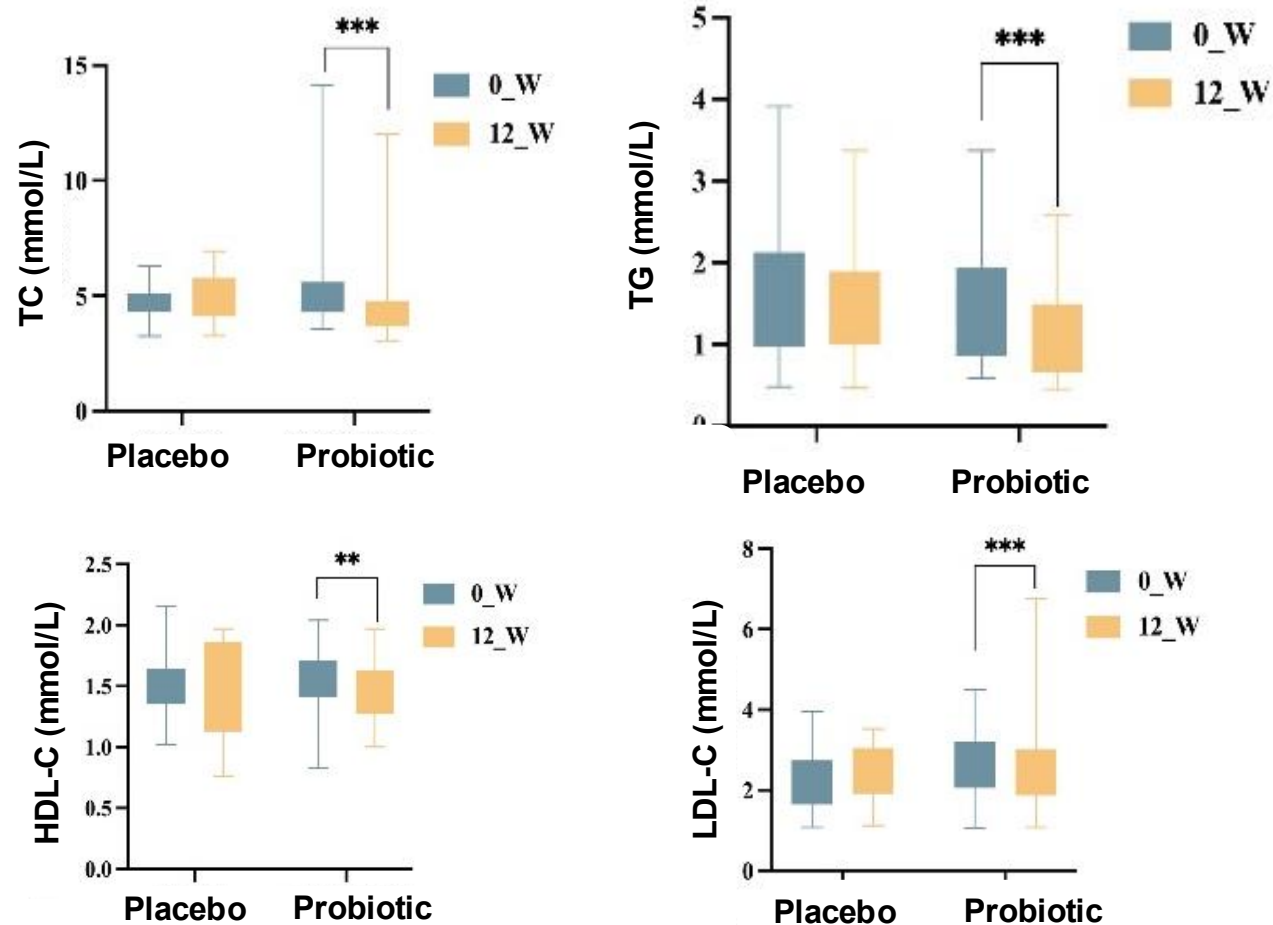 ***
TC (mmol/L)
15
10
5
0
0_W
12_W
Placebo
Probiotic
***
TG (mmol/L)
5
4
3
2
1
0
0_W
12_W
Placebo
Probiotic
**
HDL-C (mmol/L)
2.5
2.0
1.5
1.0
0.5
0.0
0_W
12_W
Placebo
Probiotic
***
LDL-C (mmol/L)
8
6
4
2
0
0_W
12_W
Placebo
Probiotic